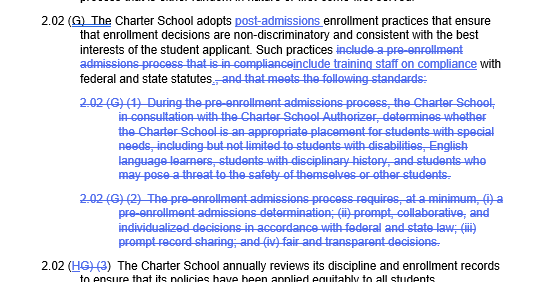 2.02 (G)  The Charter School adopts post-admissions enrollment practices that ensure
that enrollment decisions are non-discriminatory and consistent with the best
interests of the student applicant. Such practices include a pre-enrollment
admissions process that is in complianceinclude training staff on compliance with
federal and state statutes., and that meets the following standards:
2.02 (G) (1)  During the pre-enrollment admissions process, the Charter School,
in consultation with the Charter School Authorizer, determines whether
the Charter School is an appropriate placement for students with special
needs, including but not limited to students with disabilities, English
language learners, students with disciplinary history, and students who
may pose a threat to the safety of themselves or other students.
2.02 (G) (2)  The pre-enrollment admissions process requires, at a minimum, (i) a
pre-enrollment admissions determination; (ii) prompt, collaborative, and
individualized decisions in accordance with federal and state law; (iii)
prompt record sharing; and (iv) fair and transparent decisions.
2.02 (HG) (3)  The Charter School annually reviews its discipline and enrollment records
to ensure that its policies have been applied equitably to all students.